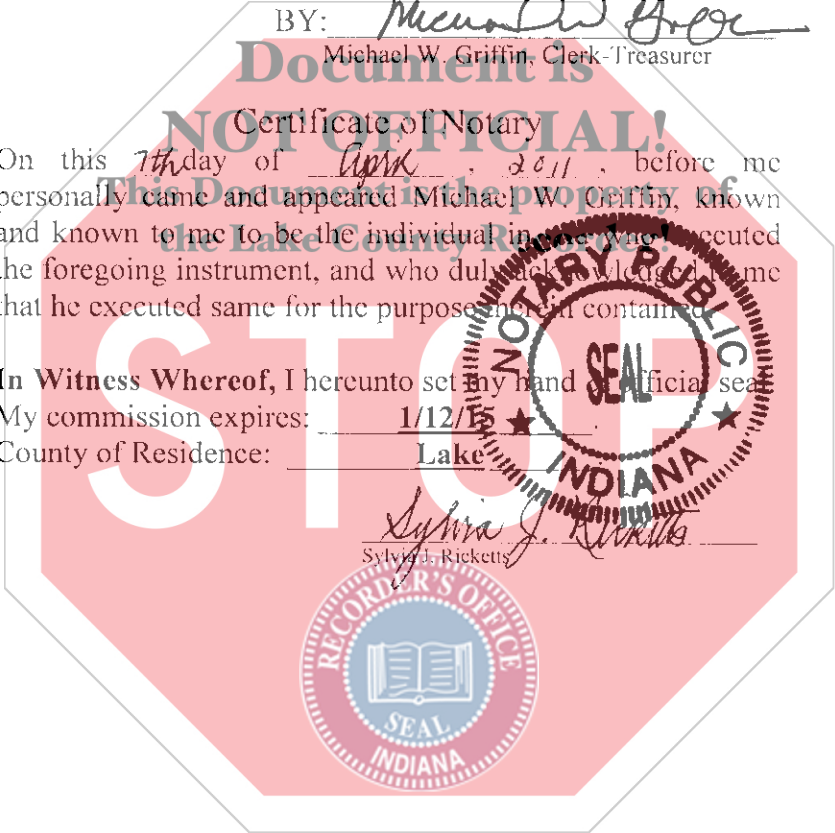 BY: Michael W Griffin
Michael W. Griffin, Clerk-Treasurer
Document is
NOT OFFICIAL!
This Document is the property of
the Lake County Recorder!
Certificate of Notary
On this 7th day of April, 2011, before me
personally came and appeared Michael W. Griffin, known
and known to me to be the individual in and who executed
the foregoing instrument, and who duly acknowledged to me
that he executed same for the purpose therein contained.
In Witness Whereof, I hereunto set my hand official seal
My commission expires: 1/12/15
County of Residence: Lake
NOTARY PUBLIC
SEAL
INDIANA
Sylvia J. Ricketts
Sylvia J. Ricketts
STOP
RECORDER'S OFFICE
SEAL
INDIANA